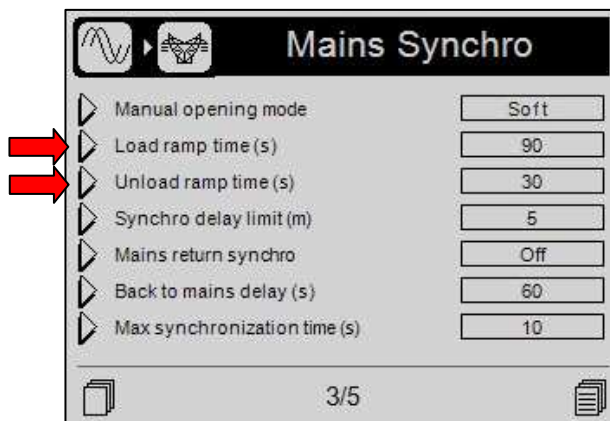 Mains Synchro
Manual opening mode Soft
Load ramp time (s) 90
Unload ramp time (s) 30
Synchro delay limit (m) 5
Mains return synchro Off
Back to mains delay (s) 60
Max synchronization time (s) 10
3/5